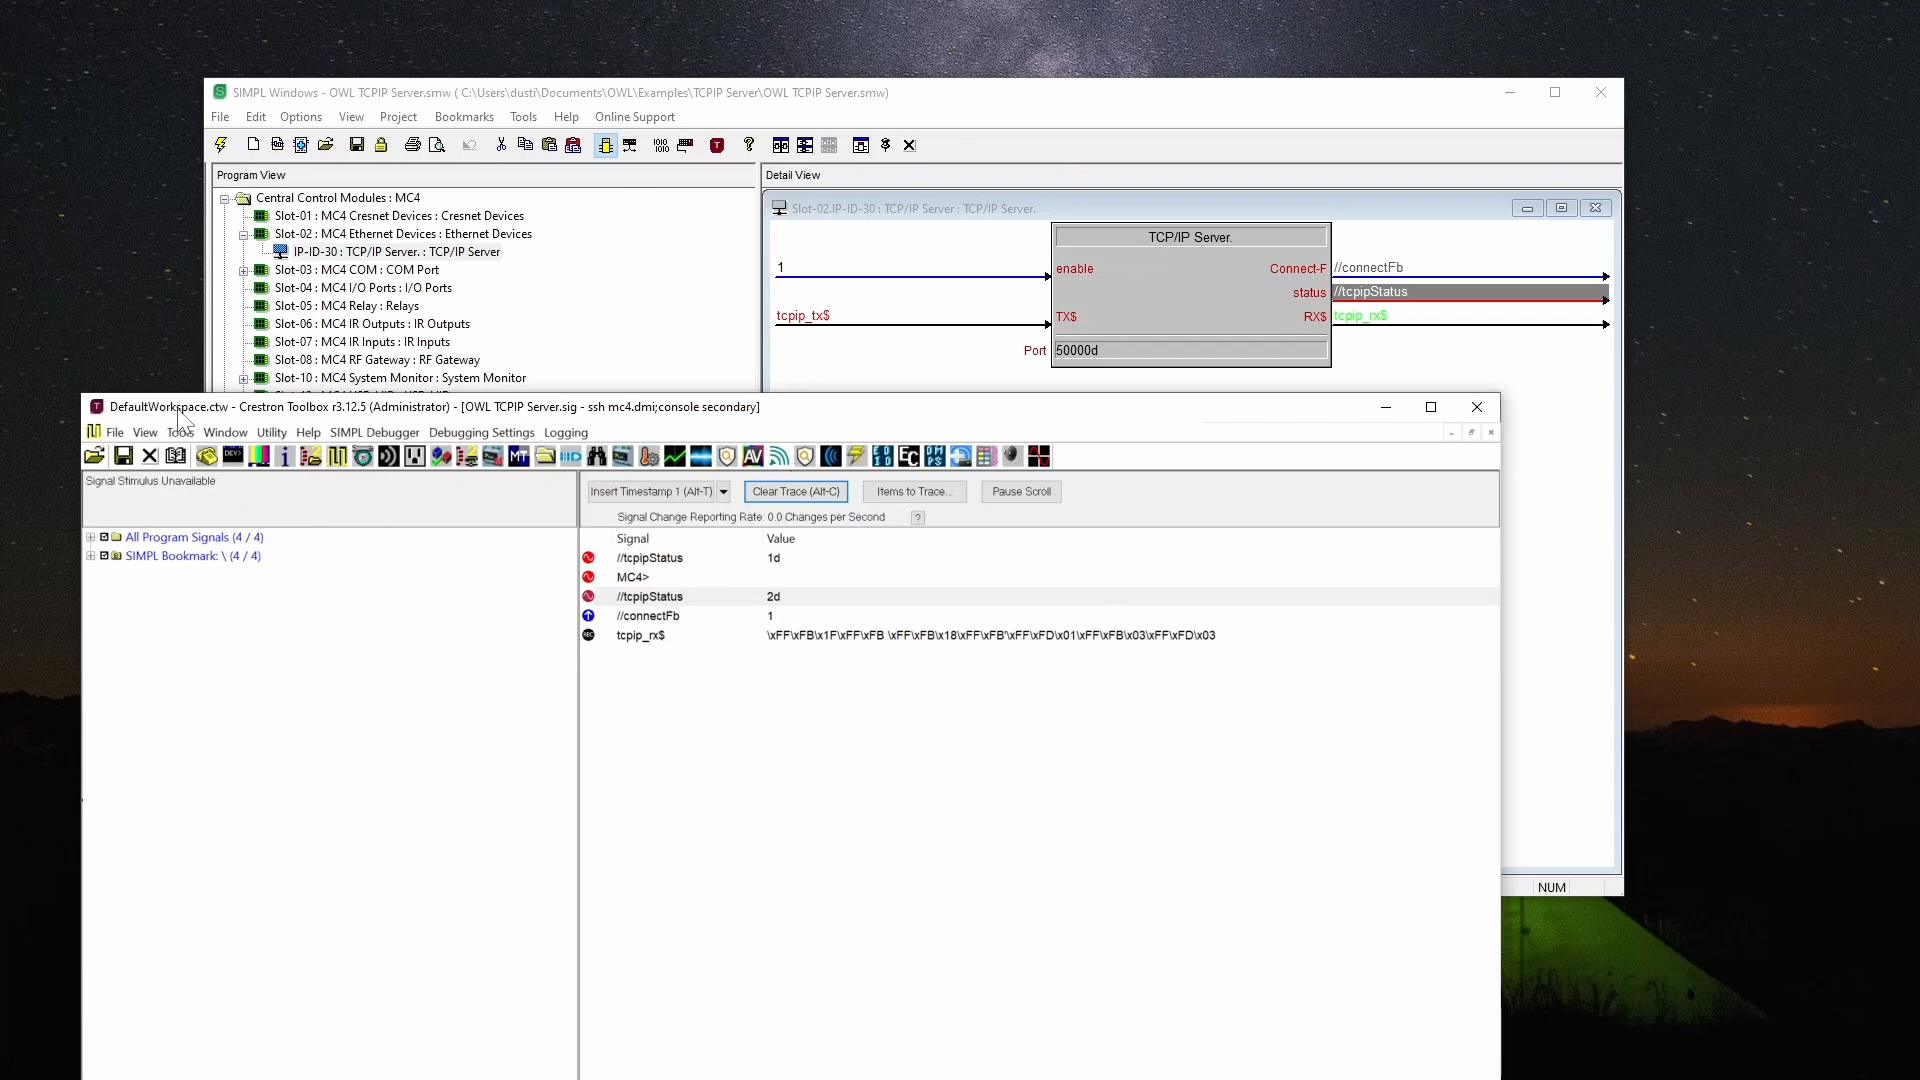 SIMPL Windows - OWL TCPIP Server.smw ( C:\Users\dusti\Documents\OWL\Examples\TCPIP Server\OWL TCPIP Server.smw)
File Edit Options View Project Bookmarks Tools Help Online Support
Program View
Detail View
Central Control Modules : MC4
Slot-01 : MC4 Cresnet Devices : Cresnet Devices
Slot-02 : MC4 Ethernet Devices : Ethernet Devices
IP-ID-30 : TCP/IP Server. : TCP/IP Server
Slot-03 : MC4 COM : COM Port
Slot-04 : MC4 I/O Ports : I/O Ports
Slot-05 : MC4 Relay : Relays
Slot-06 : MC4 IR Outputs : IR Outputs
Slot-07 : MC4 IR Inputs : IR Inputs
Slot-08 : MC4 RF Gateway : RF Gateway
Slot-10 : MC4 System Monitor : System Monitor
Slot-02.IP-ID-30 : TCP/IP Server : TCP/IP Server.
TCP/IP Server.
1 enable Connect-F //connectFb
status //tcpipStatus
tcpip_tx$ TX$ RX$ tcpip_rx$
Port 50000d
DefaultWorkspace.ctw - Crestron Toolbox r3.12.5 (Administrator) - [OWL TCPIP Server.sig - ssh mc4.dmi;console secondary]
File View Tools Window Utility Help SIMPL Debugger Debugging Settings Logging
Signal Stimulus Unavailable
Insert Timestamp 1 (Alt-T) Clear Trace (Alt-C) Items to Trace... Pause Scroll
Signal Change Reporting Rate: 0.0 Changes per Second ?
All Program Signals (4 / 4)
SIMPL Bookmark: \ (4 / 4)
Signal Value
//tcpipStatus 1d
MC4>
//tcpipStatus 2d
//connectFb 1
tcpip_rx$ \xFF\xFB\x1F\xFF\xFB \xFF\xFB\x18\xFF\xFB'\xFF\xFD\x01\xFF\xFB\x03\xFF\xFD\x03
NUM